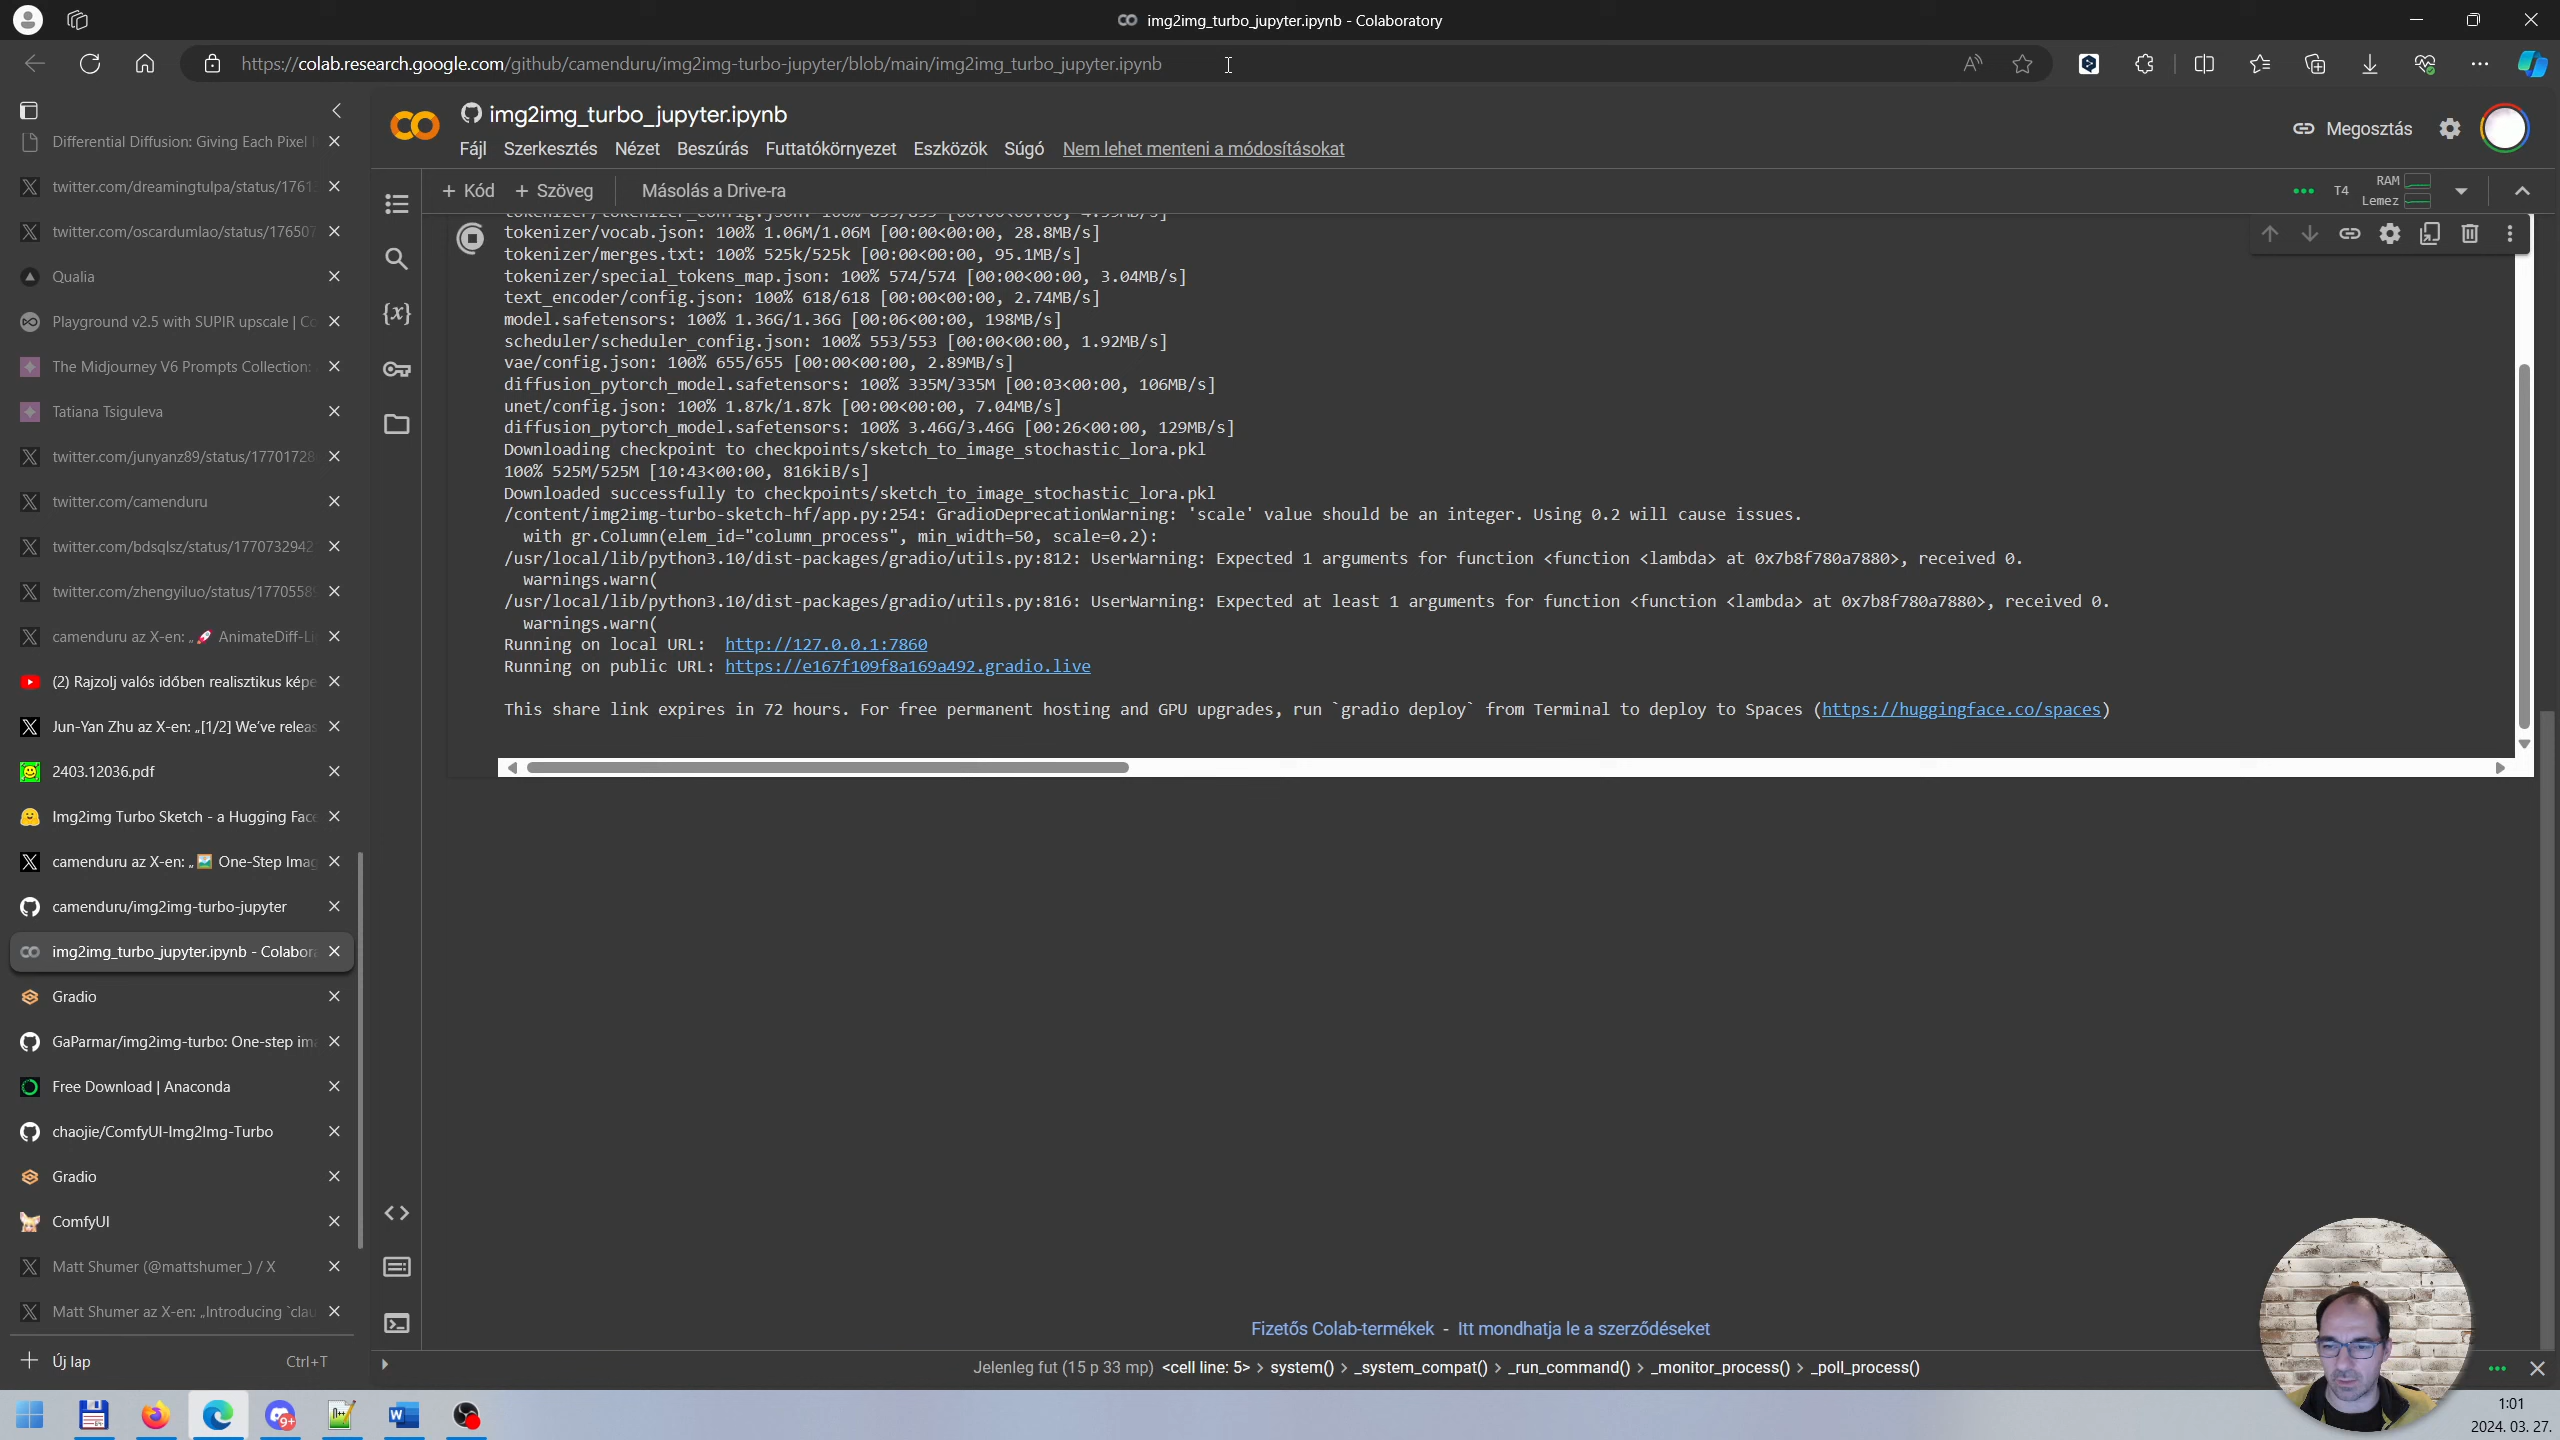 img2img_turbo_jupyter.ipynb - Colaboratory
https://colab.research.google.com/github/camenduru/img2img-turbo-jupyter/blob/main/img2img_turbo_jupyter.ipynb
Differential Diffusion: Giving Each Pixel
twitter.com/dreamingtulpa/status/1761
twitter.com/oscardumlao/status/176507
Qualia
Playground v2.5 with SUPIR upscale | Co
The Midjourney V6 Prompts Collection:
Tatiana Tsiguleva
twitter.com/junyanz89/status/17701728
twitter.com/camenduru
twitter.com/bdsqlsz/status/1770732942
twitter.com/zhengyiluo/status/1770558
camenduru az X-en: „🚀 AnimateDiff-Li
(2) Rajzolj valós időben realisztikus képe
Jun-Yan Zhu az X-en: „[1/2] We've releas
2403.12036.pdf
Img2img Turbo Sketch - a Hugging Face
camenduru az X-en: „🖼️ One-Step Imag
camenduru/img2img-turbo-jupyter
img2img_turbo_jupyter.ipynb - Colabora
Gradio
GaParmar/img2img-turbo: One-step ima
Free Download | Anaconda
chaojie/ComfyUI-Img2Img-Turbo
Gradio
ComfyUI
Matt Shumer (@mattshumer_) / X
Matt Shumer az X-en: „Introducing `clau
Új lap Ctrl+T
img2img_turbo_jupyter.ipynb
Fájl Szerkesztés Nézet Beszúrás Futtatókörnyezet Eszközök Súgó Nem lehet menteni a módosításokat
Megosztás
+ Kód + Szöveg Másolás a Drive-ra
T4 RAM
Lemez
tokenizer/vocab.json: 100% 1.06M/1.06M [00:00<00:00, 28.8MB/s]
tokenizer/merges.txt: 100% 525k/525k [00:00<00:00, 95.1MB/s]
tokenizer/special_tokens_map.json: 100% 574/574 [00:00<00:00, 3.04MB/s]
text_encoder/config.json: 100% 618/618 [00:00<00:00, 2.74MB/s]
model.safetensors: 100% 1.36G/1.36G [00:06<00:00, 198MB/s]
scheduler/scheduler_config.json: 100% 553/553 [00:00<00:00, 1.92MB/s]
vae/config.json: 100% 655/655 [00:00<00:00, 2.89MB/s]
diffusion_pytorch_model.safetensors: 100% 335M/335M [00:03<00:00, 106MB/s]
unet/config.json: 100% 1.87k/1.87k [00:00<00:00, 7.04MB/s]
diffusion_pytorch_model.safetensors: 100% 3.46G/3.46G [00:26<00:00, 129MB/s]
Downloading checkpoint to checkpoints/sketch_to_image_stochastic_lora.pkl
100% 525M/525M [10:43<00:00, 816kiB/s]
Downloaded successfully to checkpoints/sketch_to_image_stochastic_lora.pkl
/content/img2img-turbo-sketch-hf/app.py:254: GradioDeprecationWarning: 'scale' value should be an integer. Using 0.2 will cause issues.
with gr.Column(elem_id="column_process", min_width=50, scale=0.2):
/usr/local/lib/python3.10/dist-packages/gradio/utils.py:812: UserWarning: Expected 1 arguments for function <function <lambda> at 0x7b8f780a7880>, received 0.
warnings.warn(
/usr/local/lib/python3.10/dist-packages/gradio/utils.py:816: UserWarning: Expected at least 1 arguments for function <function <lambda> at 0x7b8f780a7880>, received 0.
warnings.warn(
Running on local URL: http://127.0.0.1:7860
Running on public URL: https://e167f109f8a169a492.gradio.live
This share link expires in 72 hours. For free permanent hosting and GPU upgrades, run `gradio deploy` from Terminal to deploy to Spaces (https://huggingface.co/spaces)
Fizetős Colab-termékek - Itt mondhatja le a szerződéseket
Jelenleg fut (15 p 33 mp) <cell line: 5> > system() > _system_compat() > _run_command() > _monitor_process() > _poll_process()
1:01
2024. 03. 27.